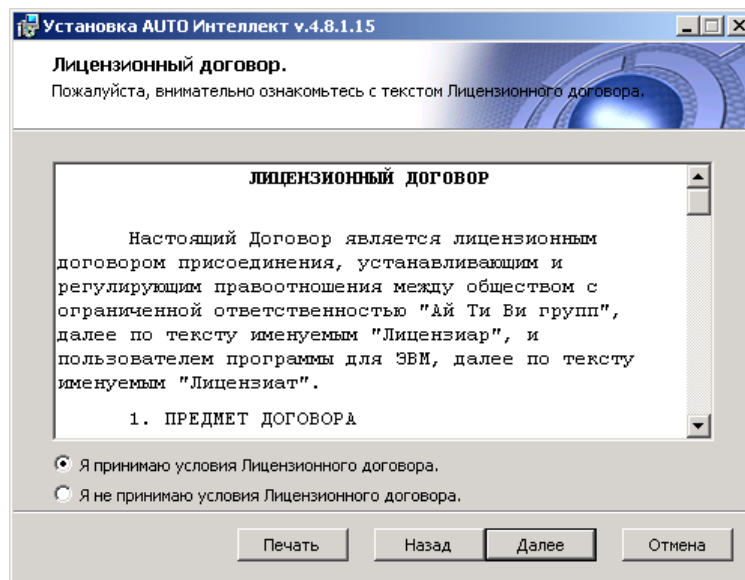 Установка AUTO Интеллект v.4.8.1.15
Лицензионный договор.
Пожалуйста, внимательно ознакомьтесь с текстом Лицензионного договора.
ЛИЦЕНЗИОННЫЙ ДОГОВОР
Настоящий Договор является лицензионным
договором присоединения, устанавливающим и
регулирующим правоотношения между обществом с
ограниченной ответственностью "Ай Ти Ви групп",
далее по тексту именуемым "Лицензиар", и
пользователем программы для ЭВМ, далее по тексту
именуемым "Лицензиат".
1. ПРЕДМЕТ ДОГОВОРА
Я принимаю условия Лицензионного договора.
Я не принимаю условия Лицензионного договора.
Печать Назад Далее Отмена